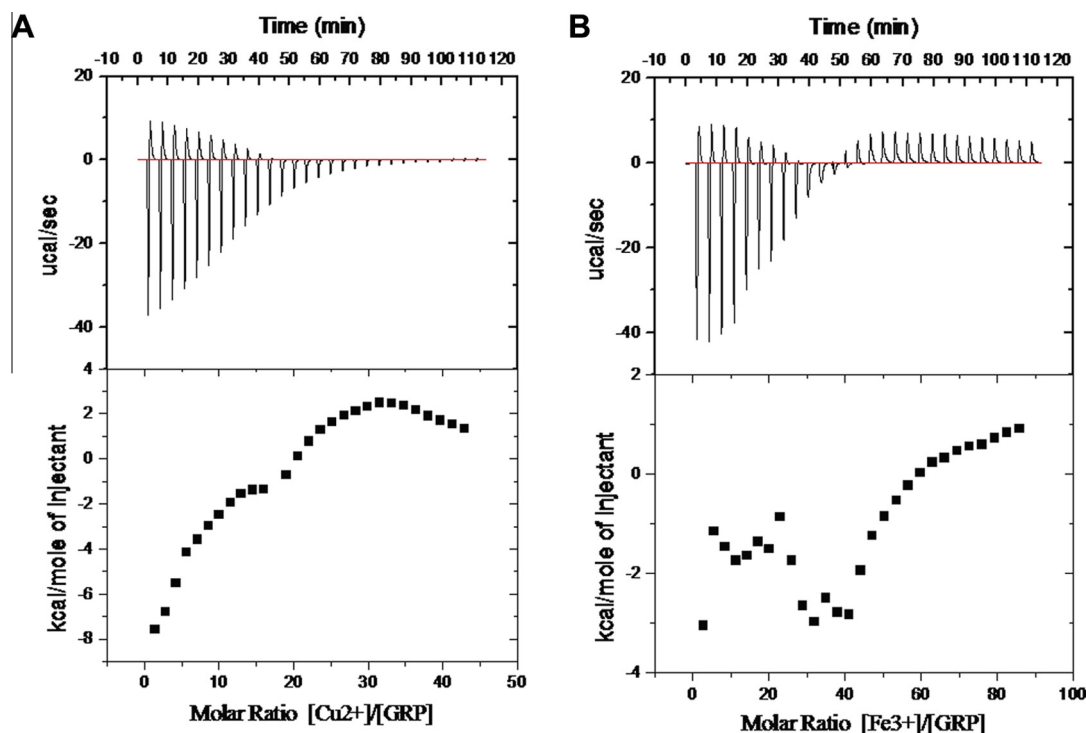 A
Time (min)
-10 0 10 20 30 40 50 60 70 80 90 100 110 120
20
0
-20
-40
ucal/sec
4
2
0
-2
-4
-6
-8
kcal/mole of Injectant
0 10 20 30 40 50
Molar Ratio [Cu2+]/[GRP]
B
Time (min)
-10 0 10 20 30 40 50 60 70 80 90 100 110 120
20
0
-20
-40
ucal/sec
2
0
-2
-4
kcal/mole of Injectant
0 20 40 60 80 100
Molar Ratio [Fe3+]/[GRP]